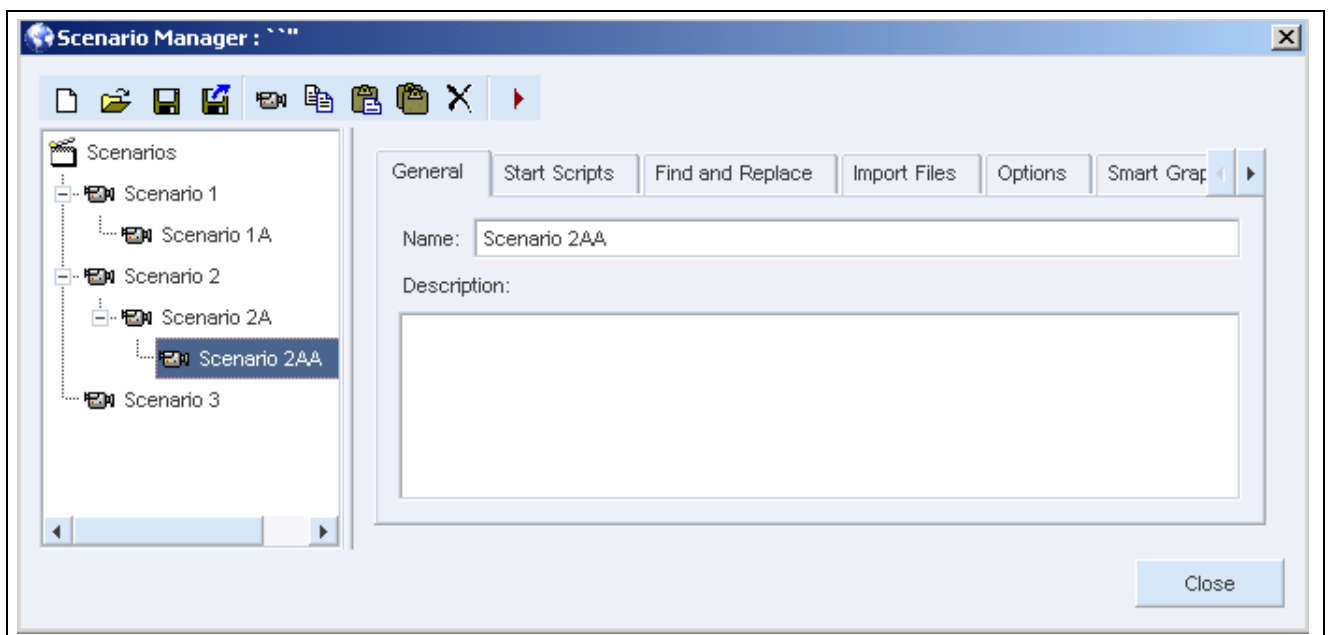 Scenario Manager : ``"
Scenarios
Scenario 1
Scenario 1A
Scenario 2
Scenario 2A
Scenario 2AA
Scenario 3
General
Start Scripts
Find and Replace
Import Files
Options
Smart Grap
Name:
Scenario 2AA
Description:
Close